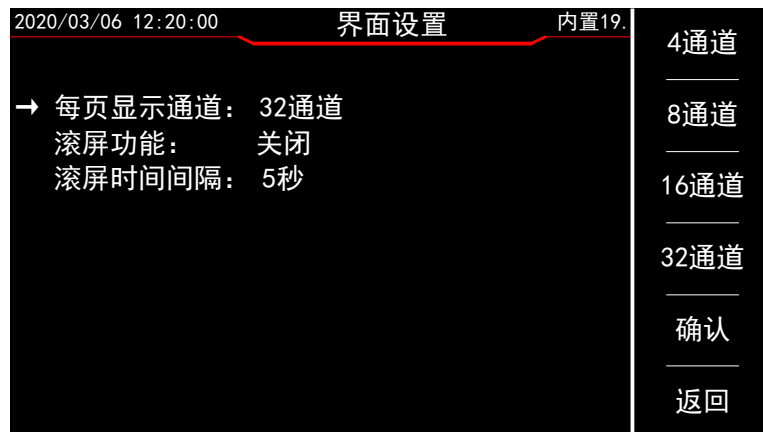 2020/03/06 12:20:00 界面设置 内置19.
→ 每页显示通道: 32通道
滚屏功能: 关闭
滚屏时间间隔: 5秒
4通道
8通道
16通道
32通道
确认
返回